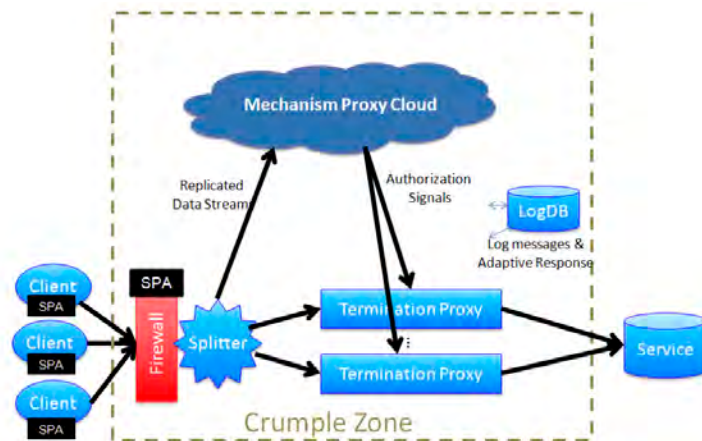 Mechanism Proxy Cloud
Replicated
Data Stream
Authorization
Signals
LogDB
Log messages &
Adaptive Response
Client
SPA
Client
SPA
Client
SPA
SPA
Firewall
Splitter
Termination Proxy
...
Termination Proxy
Service
Crumple Zone